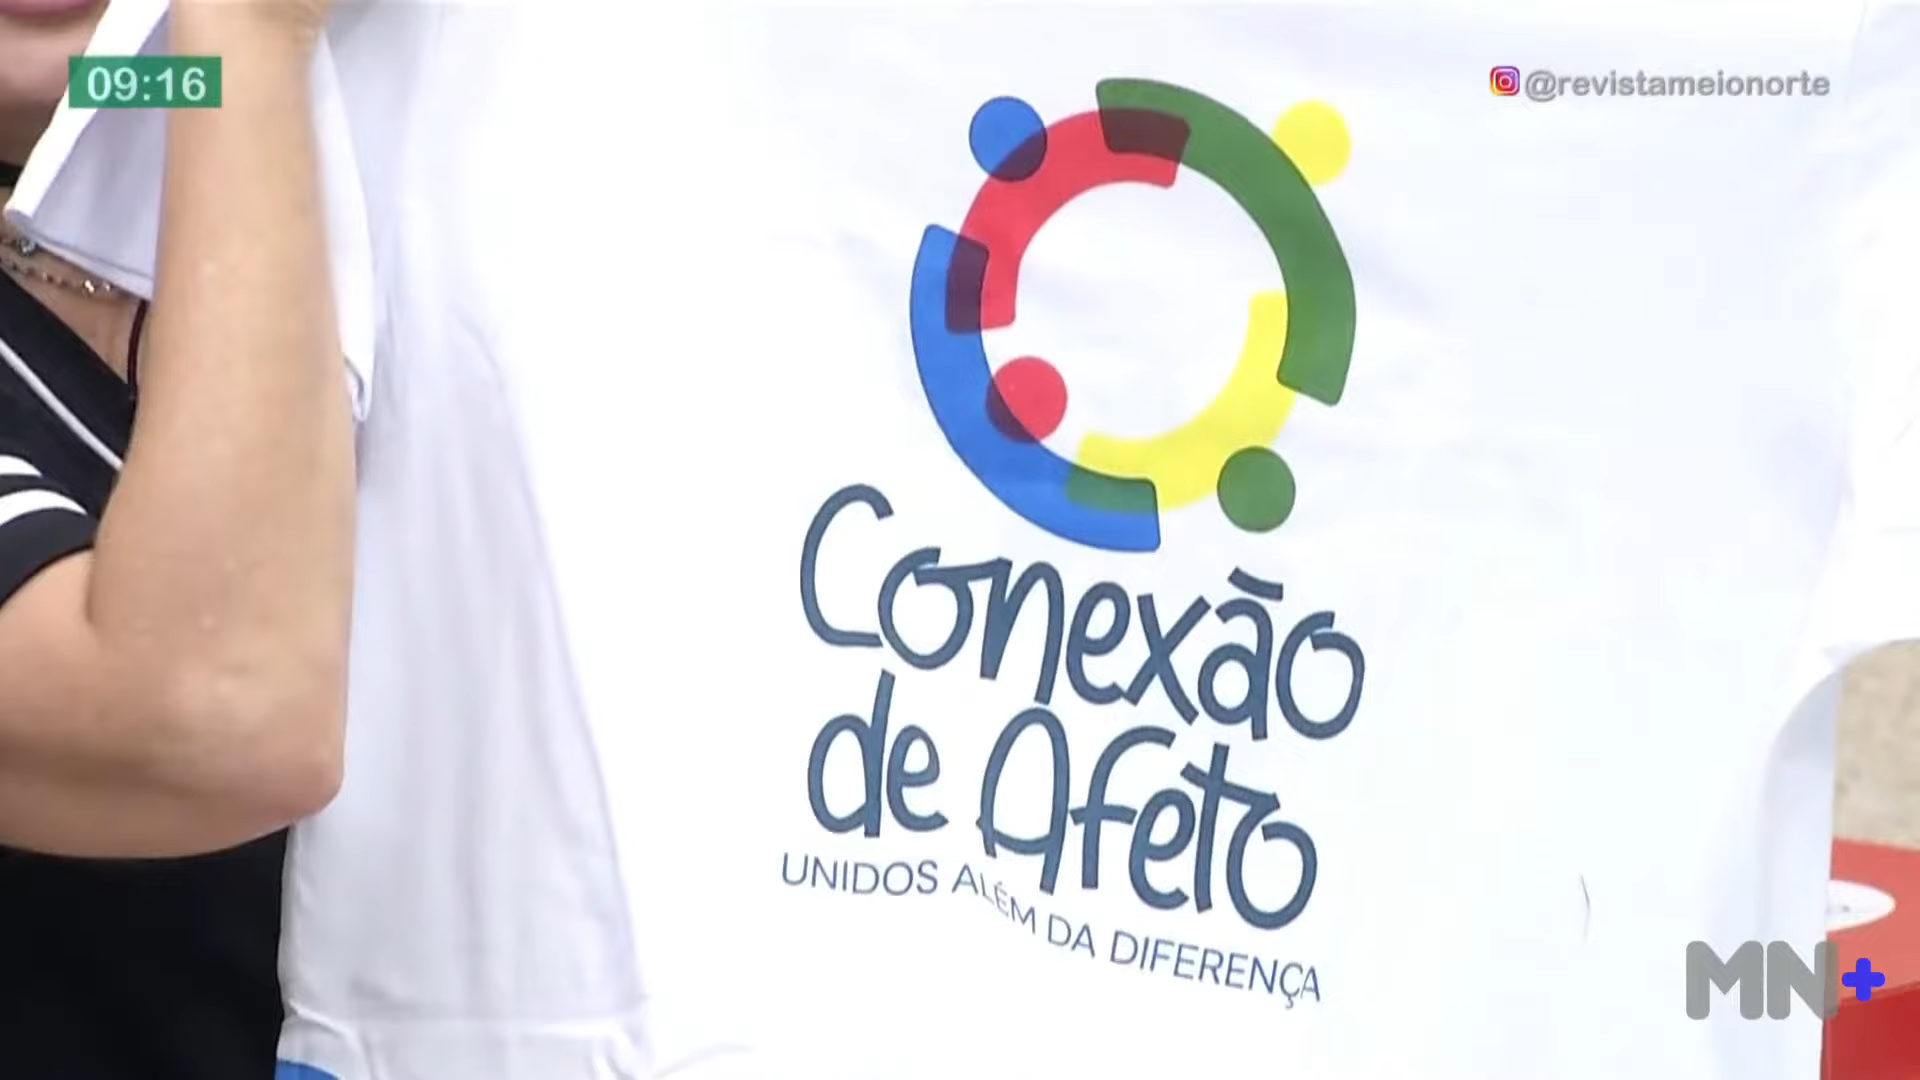 09:16
@revistameionorte
Conexão
de Afeto
UNIDOS ALÉM DA DIFERENÇA
MN+